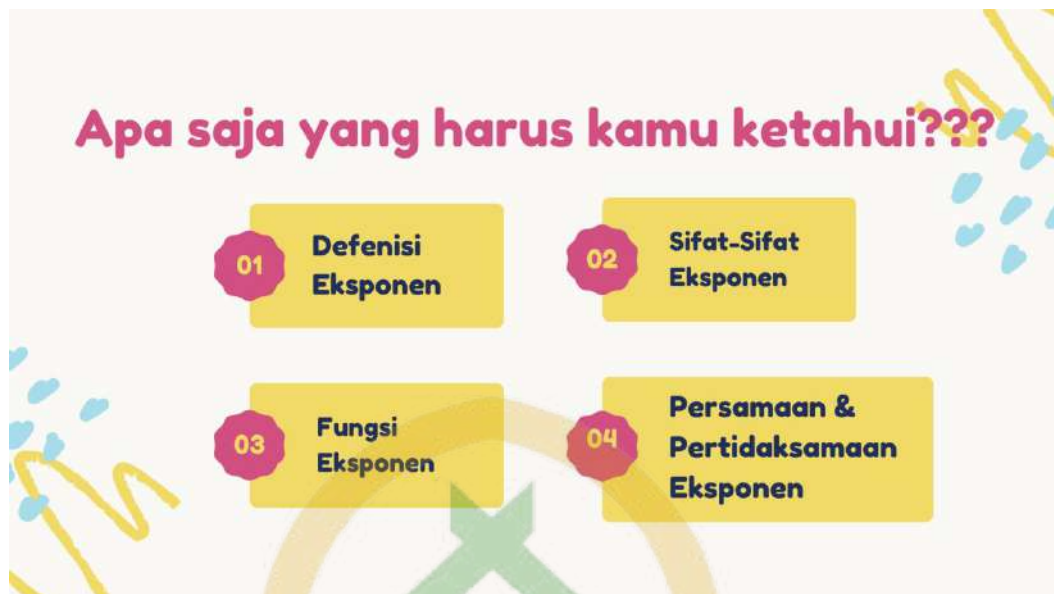 Apa saja yang harus kamu ketahui???
01
Defenisi
Eksponen
02
Sifat-Sifat
Eksponen
03
Fungsi
Eksponen
04
Persamaan &
Pertidaksamaan
Eksponen